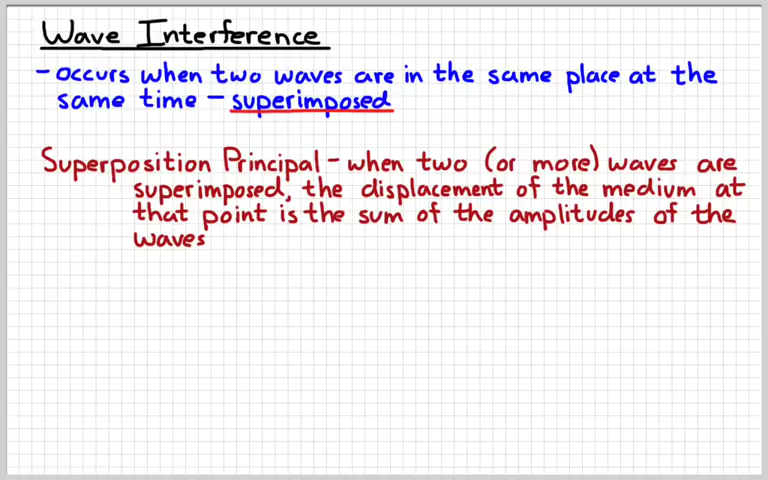 Wave Interference
- occurs when two waves are in the same place at the
same time - superimposed
Superposition Principal - when two (or more) waves are
superimposed, the displacement of the medium at
that point is the sum of the amplitudes of the
waves